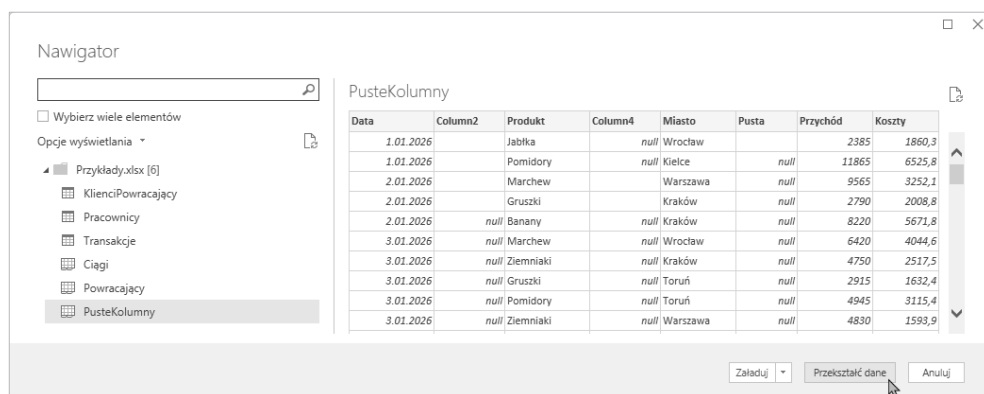 Nawigator
Wybierz wiele elementów
Opcje wyświetlania
Przykłady.xlsx [6]
KlienciPowracający
Pracownicy
Transakcje
Ciągi
Powracający
PusteKolumny
PusteKolumny
Data Column2 Produkt Column4 Miasto Pusta Przychód Koszty
1.01.2026 Jabłka null Wrocław 2385 1860,3
1.01.2026 Pomidory null Kielce null 11865 6525,8
2.01.2026 Marchew Warszawa null 9565 3252,1
2.01.2026 Gruszki Kraków null 2790 2008,8
2.01.2026 null Banany null Kraków null 8220 5671,8
3.01.2026 null Marchew null Wrocław null 6420 4044,6
3.01.2026 null Ziemniaki null Kraków null 4750 2517,5
3.01.2026 null Gruszki null Toruń null 2915 1632,4
3.01.2026 null Pomidory null Toruń null 4945 3115,4
3.01.2026 null Ziemniaki null Warszawa null 4830 1593,9
Załaduj Przekształć dane Anuluj